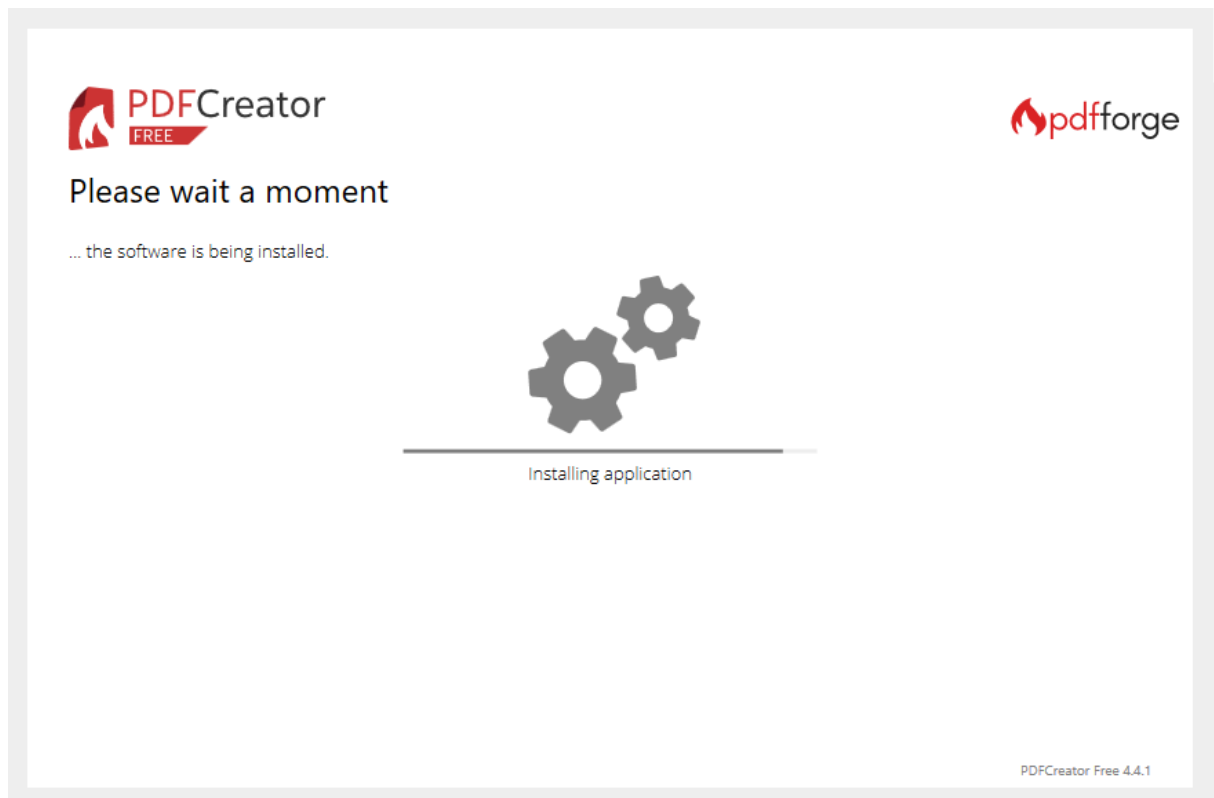 PDFCreator
FREE
pdfforge
Please wait a moment
... the software is being installed.
Installing application
PDFCreator Free 4.4.1